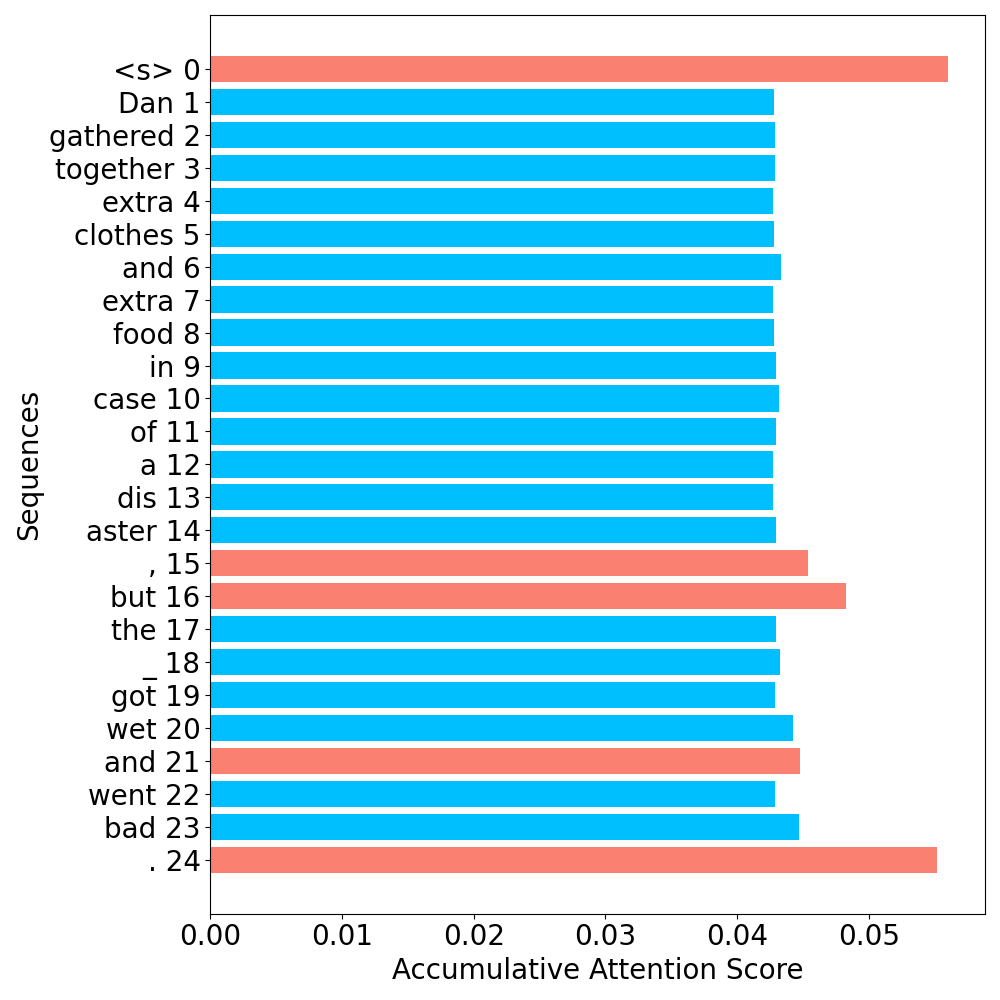 <s> 0
Dan 1
gathered 2
together 3
extra 4
clothes 5
and 6
extra 7
food 8
in 9
case 10
of 11
a 12
dis 13
aster 14
, 15
but 16
the 17
_ 18
got 19
wet 20
and 21
went 22
bad 23
. 24
Sequences
0.00 0.01 0.02 0.03 0.04 0.05
Accumulative Attention Score